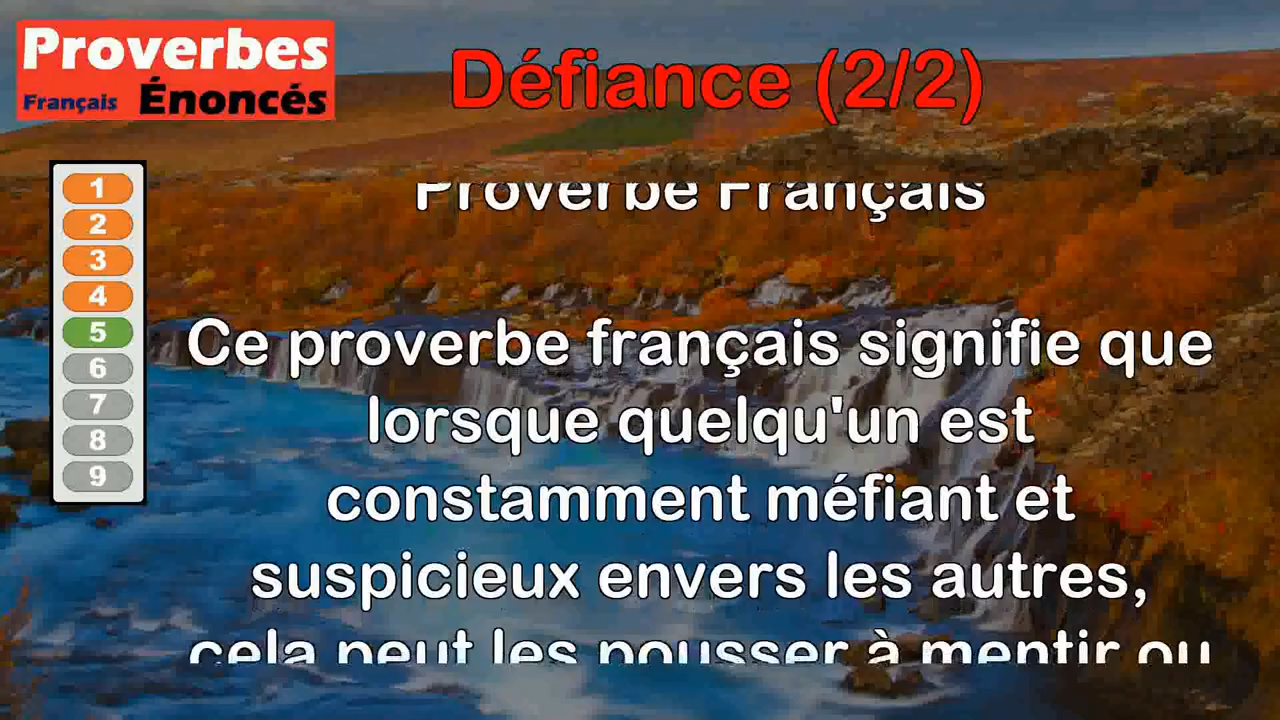 Proverbes
Français Énoncés
Défiance (2/2)
1
2
3
4
5
6
7
8
9
Proverbe Français
Ce proverbe français signifie que
lorsque quelqu'un est
constamment méfiant et
suspicieux envers les autres,
cela peut les pousser à mentir ou